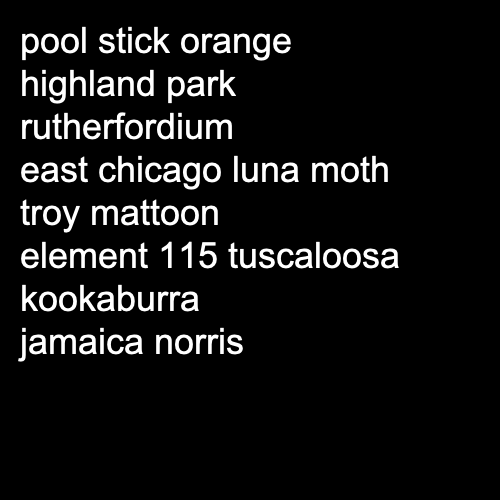 pool stick orange
highland park
rutherfordium
east chicago luna moth
troy mattoon
element 115 tuscaloosa
kookaburra
jamaica norris